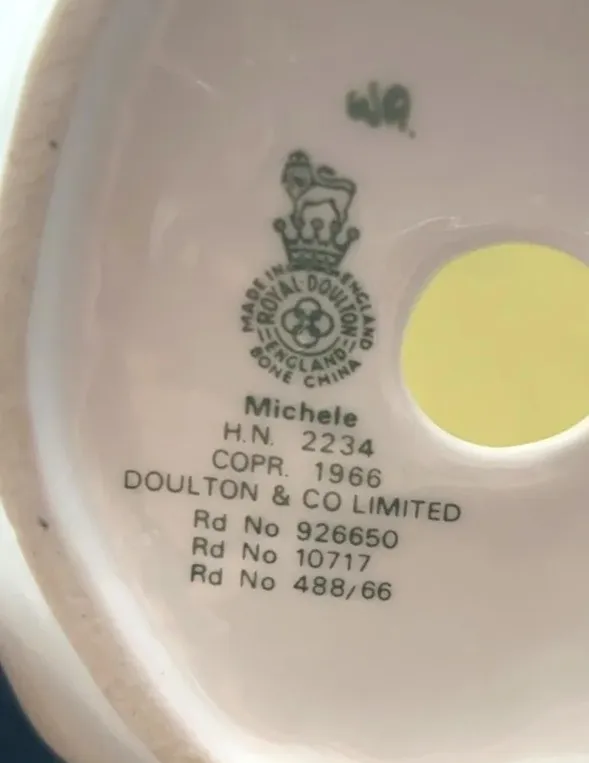 WA.
MADE IN ENGLAND
ROYAL·DOULTON
ENGLAND
BONE CHINA
Michele
H.N. 2234
COPR. 1966
DOULTON & CO LIMITED
Rd No 926650
Rd No 10717
Rd No 488/66